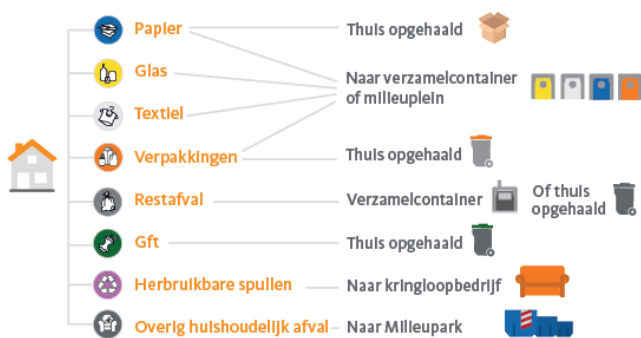 Papier
Thuis opgehaald
Glas
Naar verzamelcontainer
of milieuplein
Textiel
Verpakkingen
Thuis opgehaald
Restafval
Verzamelcontainer
Of thuis
opgehaald
Gft
Thuis opgehaald
Herbruikbare spullen
Naar kringloopbedrijf
Overig huishoudelijk afval
Naar Milieupark